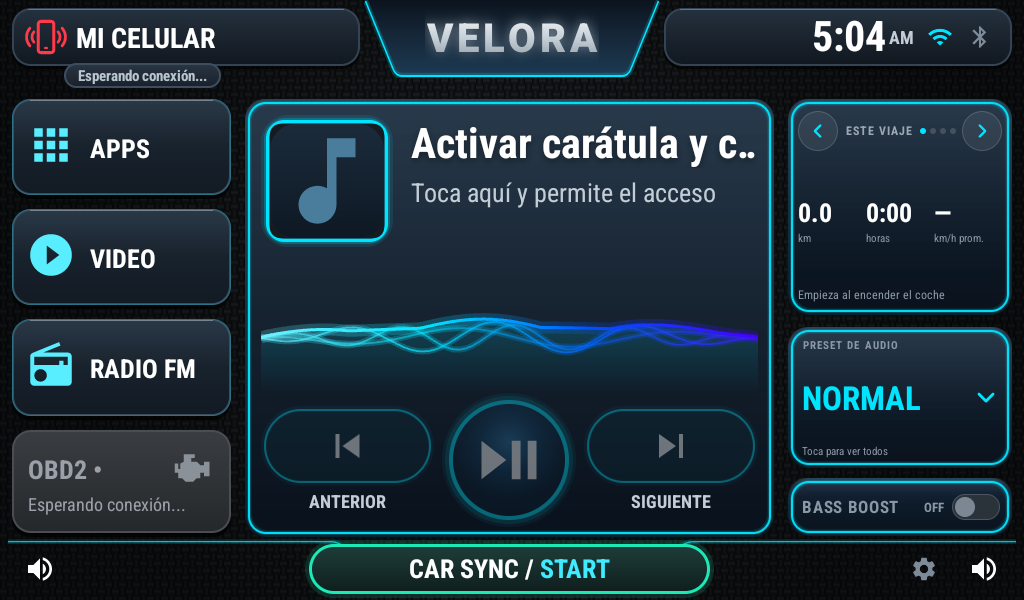 MI CELULAR
Esperando conexión...
VELORA
5:04 AM
APPS
VIDEO
RADIO FM
OBD2 •
Esperando conexión...
Activar carátula y c...
Toca aquí y permite el acceso
ANTERIOR
SIGUIENTE
ESTE VIAJE
0.0 0:00 –
km horas km/h prom.
Empieza al encender el coche
PRESET DE AUDIO
NORMAL
Toca para ver todos
BASS BOOST OFF
CAR SYNC / START